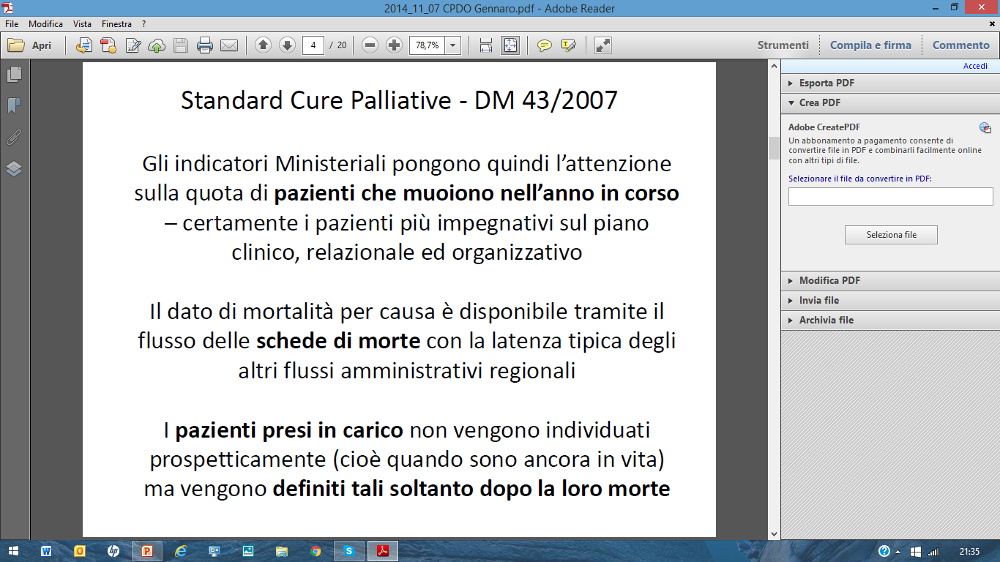 2014_11_07 CPDO Gennaro.pdf - Adobe Reader
File Modifica Vista Finestra ?
Apri 4 / 20 78,7% Strumenti Compila e firma Commento
Standard Cure Palliative - DM 43/2007
Gli indicatori Ministeriali pongono quindi l’attenzione
sulla quota di pazienti che muoiono nell’anno in corso
– certamente i pazienti più impegnativi sul piano
clinico, relazionale ed organizzativo
Il dato di mortalità per causa è disponibile tramite il
flusso delle schede di morte con la latenza tipica degli
altri flussi amministrativi regionali
I pazienti presi in carico non vengono individuati
prospetticamente (cioè quando sono ancora in vita)
ma vengono definiti tali soltanto dopo la loro morte
Accedi
Esporta PDF
Crea PDF
Adobe CreatePDF
Un abbonamento a pagamento consente di
convertire file in PDF e combinarli facilmente online
con altri tipi di file.
Selezionare il file da convertire in PDF:
Seleziona file
Modifica PDF
Invia file
Archivia file
21:35